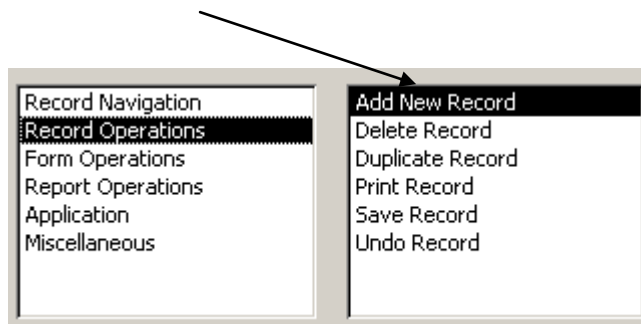 Record Navigation
Record Operations
Form Operations
Report Operations
Application
Miscellaneous
Add New Record
Delete Record
Duplicate Record
Print Record
Save Record
Undo Record